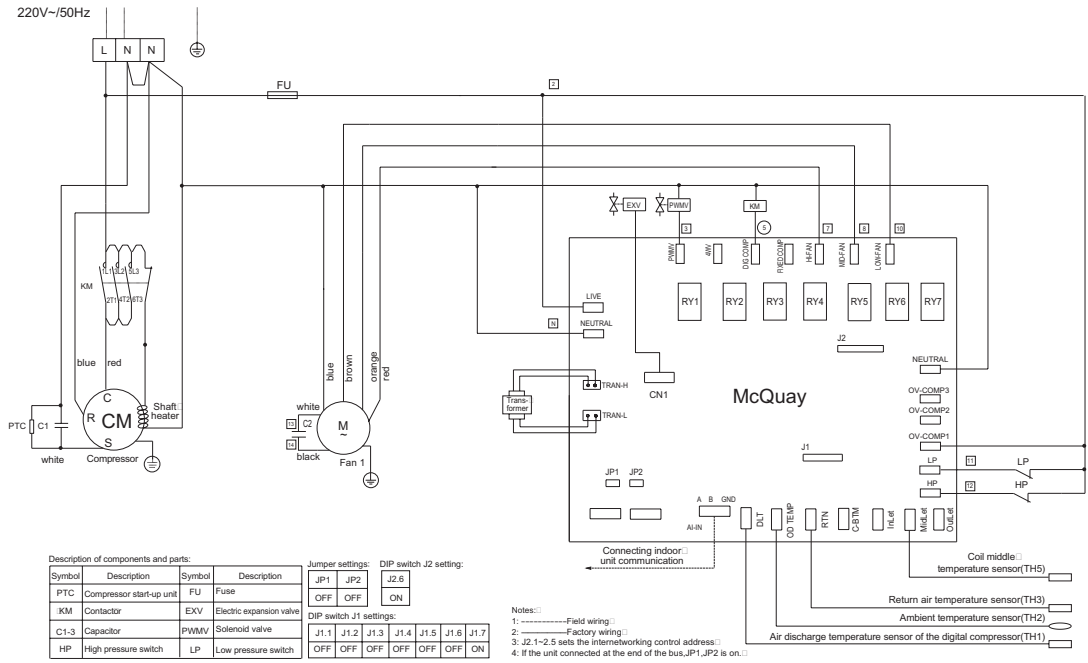 220V~/50Hz
L N N
FU
2
EXV
PWMV
KM
3
5
7
8
10
PWMV
4WV
DIG COMP
RXED COMP
HI-FAN
MID-FAN
LOW-FAN
1L1 3L2 5L3
KM
2T1 4T2 6T3
LIVE
N
NEUTRAL
RY1 RY2 RY3 RY4 RY5 RY6 RY7
J2
NEUTRAL
blue
red
blue
brown
orange
red
TRAN-H
CN1
McQuay
OV-COMP3
Trans-
former
TRAN-L
OV-COMP2
C
Shaft
heater
white
PTC
C1
R
CM
S
white
Compressor
13
C2
14
M
~
black
Fan 1
OV-COMP1
J1
LP
11
LP
HP
12
HP
JP1 JP2
A B GND
AI-IN
DLT
OD TEMP
RTN
C-BTM
InLet
MidLet
OutLet
Connecting indoor
unit communication
Coil middle
temperature sensor(TH5)
Return air temperature sensor(TH3)
Ambient temperature sensor(TH2)
Air discharge temperature sensor of the digital compressor(TH1)
Description of components and parts:
Symbol Description Symbol Description
PTC Compressor start-up unit FU Fuse
KM Contactor EXV Electric expansion valve
C1-3 Capacitor PWMV Solenoid valve
HP High pressure switch LP Low pressure switch
Jumper settings:
JP1 JP2
OFF OFF
DIP switch J2 setting:
J2.6
ON
DIP switch J1 settings:
J1.1 J1.2 J1.3 J1.4 J1.5 J1.6 J1.7
OFF OFF OFF OFF OFF OFF ON
Notes:
1: -----------Field wiring
2: ————Factory wiring
3: J2.1~2.5 sets the internetworking control address
4: If the unit connected at the end of the bus,JP1,JP2 is on.